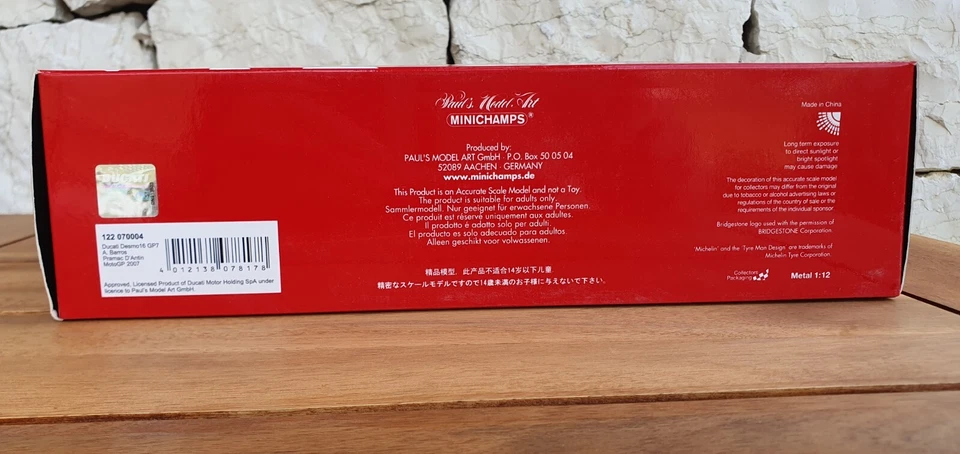 Paul's Model Art
MINICHAMPS®
Produced by:
PAUL'S MODEL ART GmbH · P.O. Box 50 05 04
52089 AACHEN · GERMANY
www.minichamps.de
This Product is an Accurate Scale Model and not a Toy.
The product is suitable for adults only.
Sammlermodell. Nur geeignet für erwachsene Personen.
Ce produit est réservé uniquement aux adultes.
Il prodotto è adatto solo per adulti.
El producto es solo adecuado para adultos.
Alleen geschikt voor volwassenen.
精品模型，此产品不适合14岁以下儿童
精密なスケールモデルですので14歳未満のお子様に与えないで下さい。
DUCATI
122 070004
Ducati Desmo16 GP7
A. Barros
Pramac D'Antin
MotoGP 2007
4 012138 078178
Approved, Licensed Product of Ducati Motor Holding SpA under
licence to Paul's Model Art GmbH.
Made in China
Long term exposure
to direct sunlight or
bright spotlight
may cause damage
The decoration of this accurate scale model
for collectors may differ from the original
due to tobacco or alcohol advertising laws or
regulations of the country of sale or the
requirements of the individual sponsor
Bridgestone logo used with the permission of
BRIDGESTONE Corporation.
'Michelin' and the 'Tyre Man Design' are trademarks of
Michelin Tyre Corporation.
Collectors
Packaging
Metal 1:12